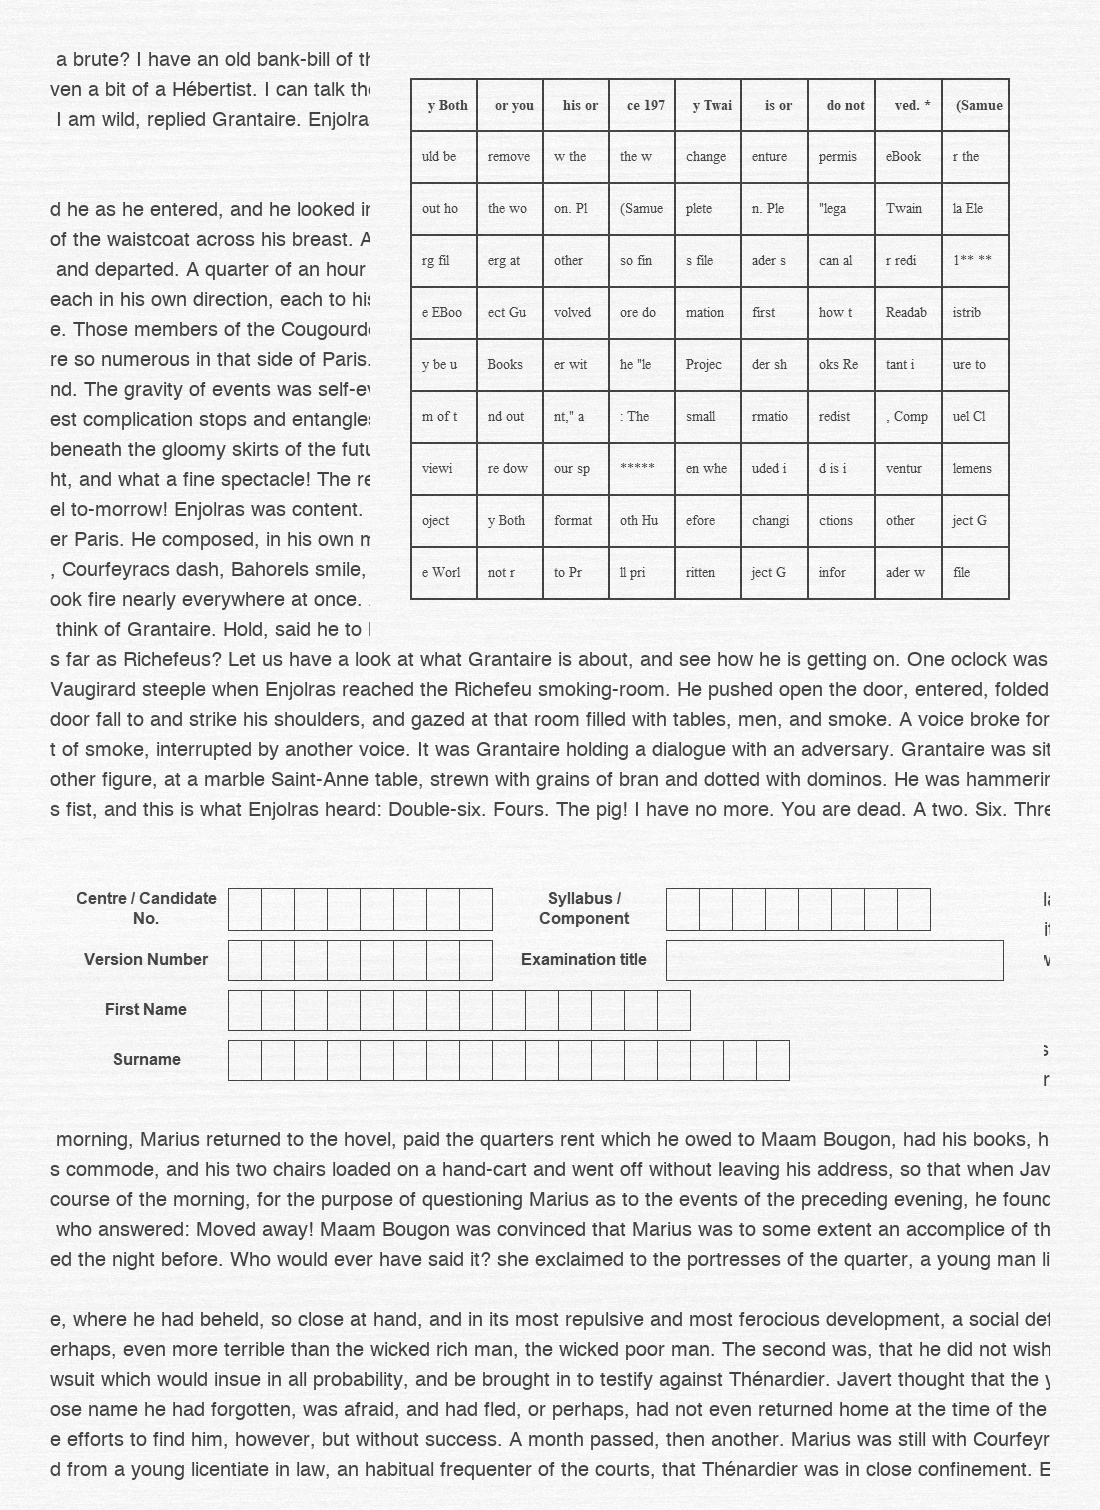 a brute? I have an old bank-bill of th
ven a bit of a Hébertist. I can talk the
I am wild, replied Grantaire. Enjolra
d he as he entered, and he looked in
of the waistcoat across his breast. A
and departed. A quarter of an hour
each in his own direction, each to his
e. Those members of the Cougourde
re so numerous in that side of Paris.
nd. The gravity of events was self-ev
est complication stops and entangles
beneath the gloomy skirts of the futu
ht, and what a fine spectacle! The re
el to-morrow! Enjolras was content.
er Paris. He composed, in his own m
, Courfeyracs dash, Bahorels smile,
ook fire nearly everywhere at once.
think of Grantaire. Hold, said he to
y Both or you his or ce 197 y Twai is or do not ved. * (Samue
uld be remove w the the w change enture permis eBook r the
out ho the wo on. Pl (Samue plete n. Ple "lega Twain la Ele
rg fil erg at other so fin s file ader s can al r redi 1** **
e EBoo ect Gu volved ore do mation first how t Readab istrib
y be u Books er wit he "le Projec der sh oks Re tant i ure to
m of t nd out nt," a : The small rmatio redist , Comp uel Cl
viewi re dow our sp ***** en whe uded i d is i ventur lemens
oject y Both format oth Hu efore changi ctions other ject G
e Worl not r to Pr ll pri ritten ject G infor ader w file
s far as Richefeus? Let us have a look at what Grantaire is about, and see how he is getting on. One oclock was
Vaugirard steeple when Enjolras reached the Richefeu smoking-room. He pushed open the door, entered, folded
door fall to and strike his shoulders, and gazed at that room filled with tables, men, and smoke. A voice broke for
t of smoke, interrupted by another voice. It was Grantaire holding a dialogue with an adversary. Grantaire was sit
other figure, at a marble Saint-Anne table, strewn with grains of bran and dotted with dominos. He was hammerin
s fist, and this is what Enjolras heard: Double-six. Fours. The pig! I have no more. You are dead. A two. Six. Thre
Centre / Candidate No.
Syllabus / Component
Version Number
Examination title
First Name
Surname
morning, Marius returned to the hovel, paid the quarters rent which he owed to Maam Bougon, had his books, h
s commode, and his two chairs loaded on a hand-cart and went off without leaving his address, so that when Jav
course of the morning, for the purpose of questioning Marius as to the events of the preceding evening, he found
who answered: Moved away! Maam Bougon was convinced that Marius was to some extent an accomplice of th
ed the night before. Who would ever have said it? she exclaimed to the portresses of the quarter, a young man li
e, where he had beheld, so close at hand, and in its most repulsive and most ferocious development, a social def
erhaps, even more terrible than the wicked rich man, the wicked poor man. The second was, that he did not wish
wsuit which would insue in all probability, and be brought in to testify against Thénardier. Javert thought that the y
ose name he had forgotten, was afraid, and had fled, or perhaps, had not even returned home at the time of the
e efforts to find him, however, but without success. A month passed, then another. Marius was still with Courfeyr
d from a young licentiate in law, an habitual frequenter of the courts, that Thénardier was in close confinement. E